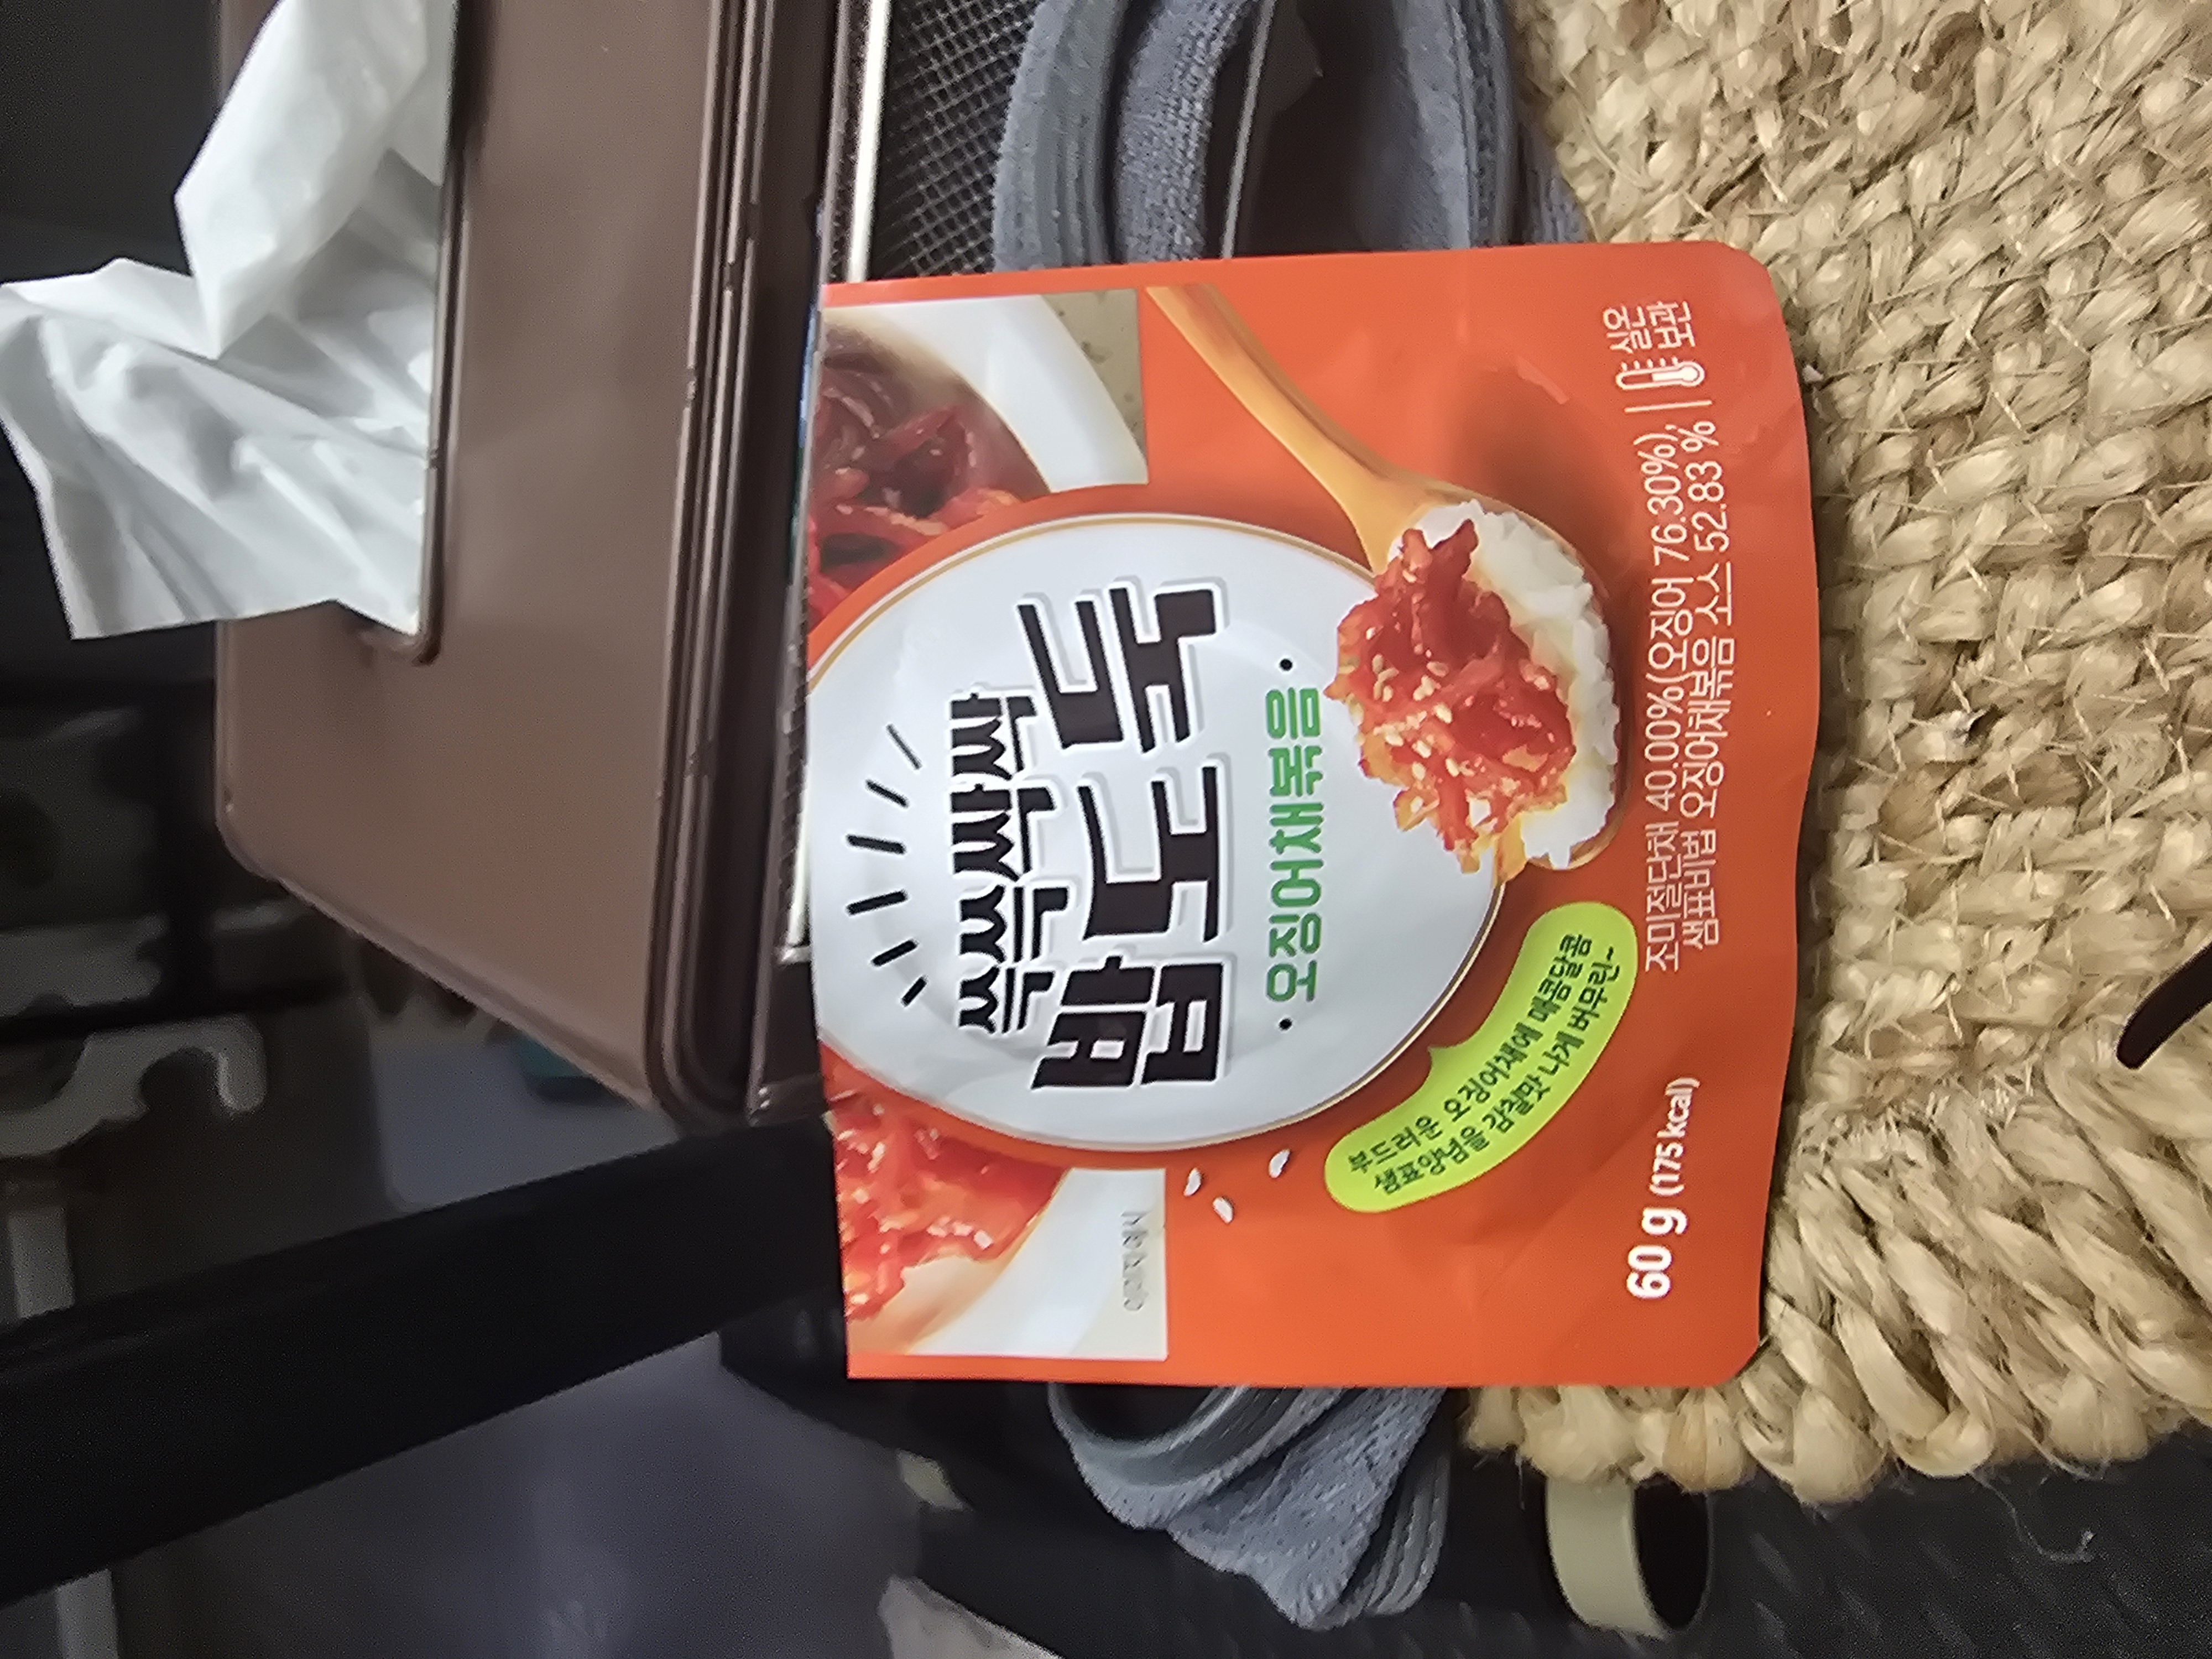 쓱쓱싹싹
밥도둑
· 오징어채볶음 ·
부드러운 오징어채에 매콤달콤
샘표양념을 감칠맛 나게 버무린~
60 g (175 kcal)
조미절단채 40.00%(오징어 76.30%),
샘표비법 오징어채볶음 소스 52.83 %
실온
보관